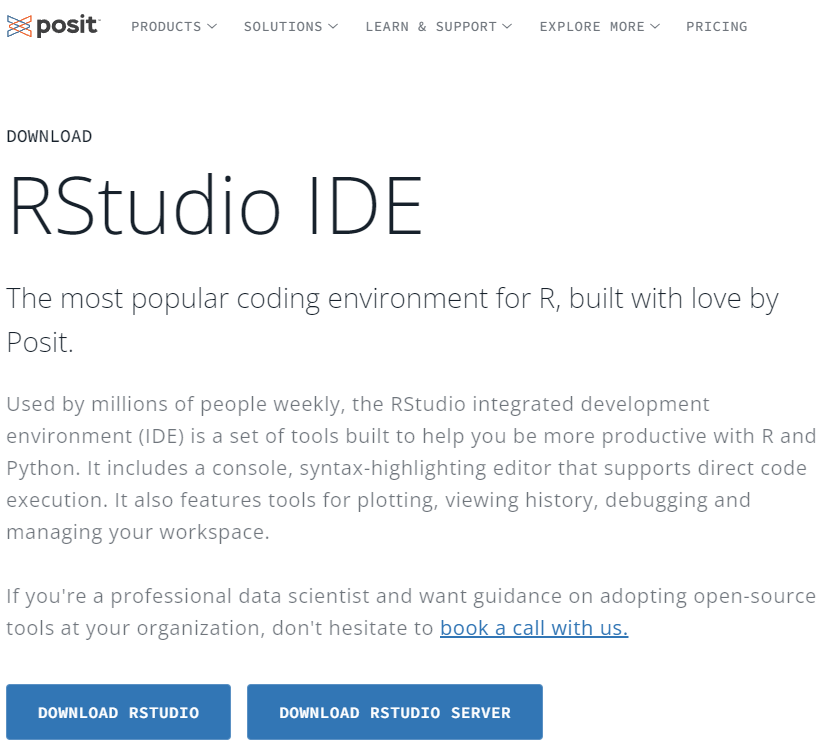 posit PRODUCTS SOLUTIONS LEARN & SUPPORT EXPLORE MORE PRICING
DOWNLOAD
RStudio IDE
The most popular coding environment for R, built with love by
Posit.
Used by millions of people weekly, the RStudio integrated development
environment (IDE) is a set of tools built to help you be more productive with R and
Python. It includes a console, syntax-highlighting editor that supports direct code
execution. It also features tools for plotting, viewing history, debugging and
managing your workspace.
If you're a professional data scientist and want guidance on adopting open-source
tools at your organization, don't hesitate to book a call with us.
DOWNLOAD RSTUDIO DOWNLOAD RSTUDIO SERVER